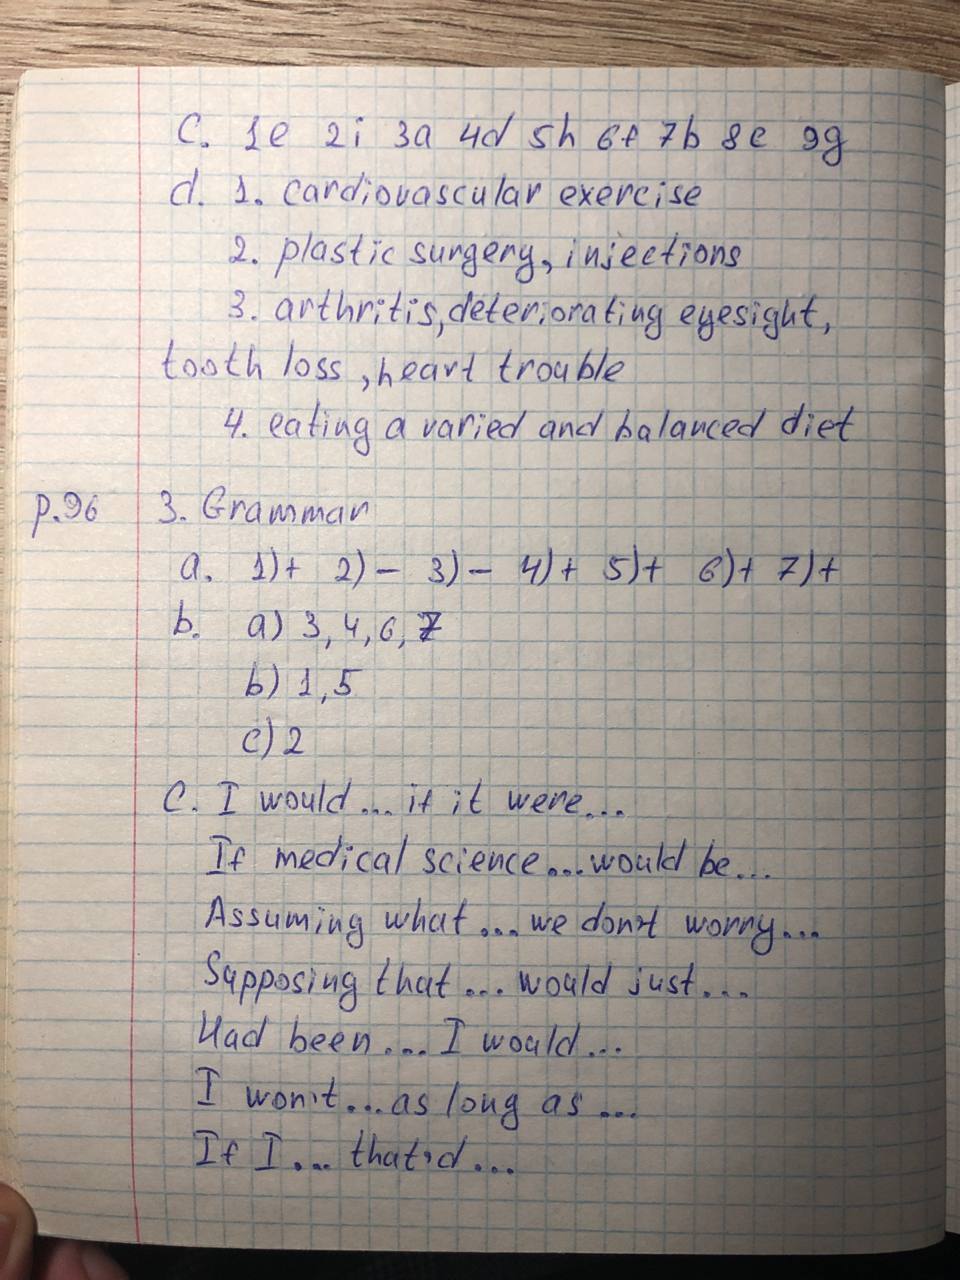 C. 1e 2i 3a 4d 5h 6f 7b 8c 9g
d. 1. cardiovascular exercise
2. plastic surgery, injections
3. arthritis, deteriorating eyesight,
tooth loss, heart trouble
4. eating a varied and balanced diet
p.96 3. Grammar
a. 1)+ 2)- 3)- 4)+ 5)+ 6)+ 7)+
b. a) 3, 4, 6, 7
b) 1, 5
c) 2
C. I would... if it were...
If medical science... would be...
Assuming what... we don't worry...
Supposing that... would just...
Had been... I would...
I won't... as long as...
If I... that'd...